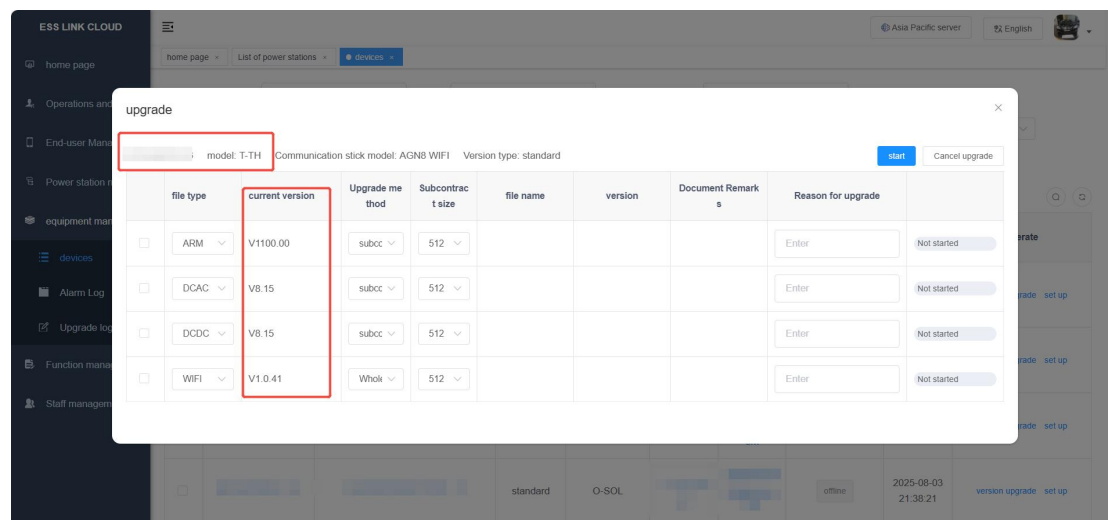 ESS LINK CLOUD
Asia Pacific server
English
home page
home page ×
List of power stations ×
devices ×
Operations and
End-user Mana
Power station m
equipment man
devices
Alarm Log
Upgrade log
Function manag
Staff managem
upgrade
×
model: T-TH Communication stick model: AGN8 WIFI Version type: standard
start
Cancel upgrade
file type
current version
Upgrade me
thod
Subcontrac
t size
file name
version
Document Remark
s
Reason for upgrade
erate
ARM V1100.00 subcc 512 Enter Not started
DCAC V8.15 subcc 512 Enter Not started
rade set up
DCDC V8.15 subcc 512 Enter Not started
rade set up
WIFI V1.0.41 Whole 512 Enter Not started
rade set up
standard O-SOL offline 2025-08-03
21:38:21
version upgrade set up